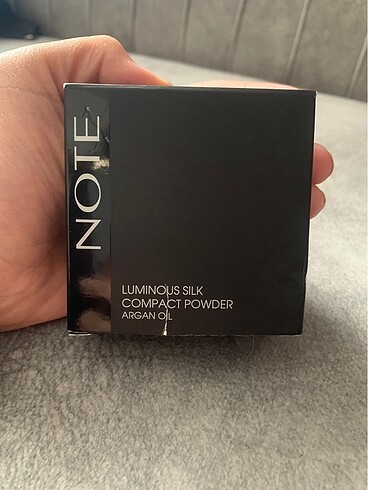 NOTE
LUMINOUS SILK
COMPACT POWDER
ARGAN OIL